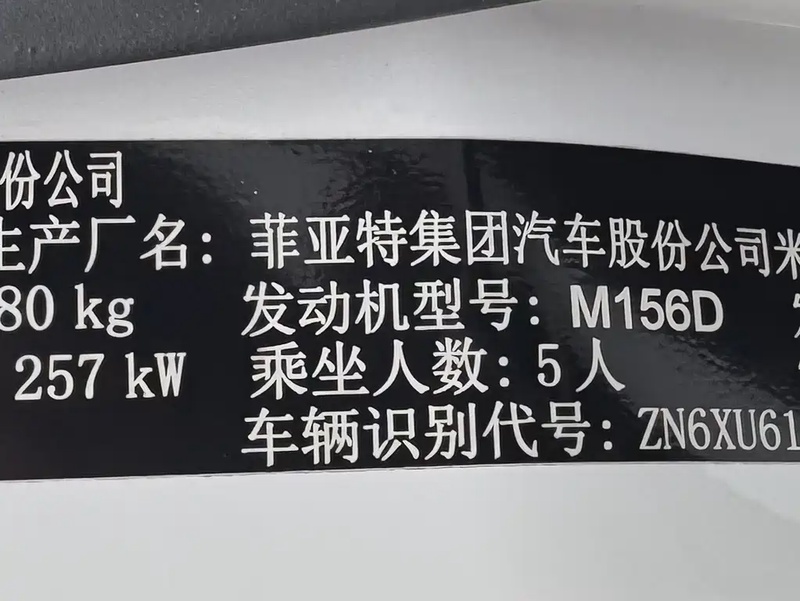 份公司
生产厂名：菲亚特集团汽车股份公司米
80 kg 发动机型号：M156D
257 kW 乘坐人数：5人
车辆识别代号：ZN6XU61